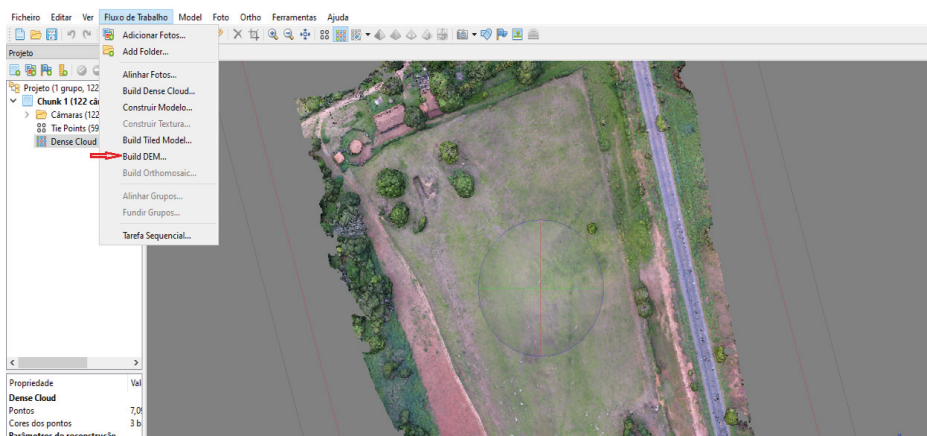 Ficheiro Editar Ver Fluxo de Trabalho Model Foto Ortho Ferramentas Ajuda
Adicionar Fotos...
Add Folder...
Alinhar Fotos...
Build Dense Cloud...
Construir Modelo...
Construir Textura...
Build Tiled Model...
Build DEM...
Build Orthomosaic...
Alinhar Grupos...
Fundir Grupos...
Tarefa Sequencial...
Projeto
Projeto (1 grupo, 122
Chunk 1 (122 câ
Câmaras (122
Tie Points (59
Dense Cloud
Propriedade Val
Dense Cloud
Pontos 7,0
Cores dos pontos 3 b
Parâmetros de reconstrução